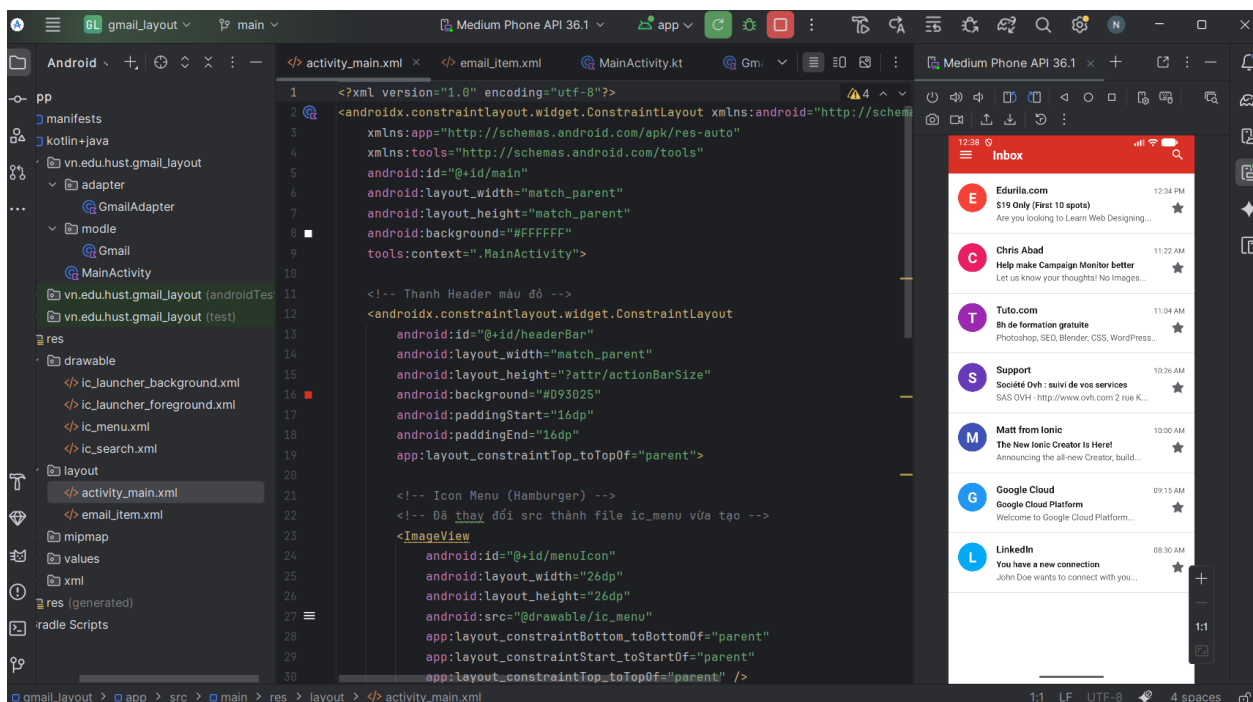 GL gmail_layout main Medium Phone API 36.1 app N
Android activity_main.xml email_item.xml MainActivity.kt Gm Medium Phone API 36.1
pp
manifests
kotlin+java
vn.edu.hust.gmail_layout
adapter
GmailAdapter
modle
Gmail
MainActivity
vn.edu.hust.gmail_layout (androidTes
vn.edu.hust.gmail_layout (test)
res
drawable
ic_launcher_background.xml
ic_launcher_foreground.xml
ic_menu.xml
ic_search.xml
layout
activity_main.xml
email_item.xml
mipmap
values
xml
res (generated)
radle Scripts
4
1 <?xml version="1.0" encoding="utf-8"?>
2 <androidx.constraintlayout.widget.ConstraintLayout xmlns:android="http://schema
3 xmlns:app="http://schemas.android.com/apk/res-auto"
4 xmlns:tools="http://schemas.android.com/tools"
5 android:id="@+id/main"
6 android:layout_width="match_parent"
7 android:layout_height="match_parent"
8 android:background="#FFFFFF"
9 tools:context=".MainActivity">
10
11 <!-- Thanh Header màu đỏ -->
12 <androidx.constraintlayout.widget.ConstraintLayout
13 android:id="@+id/headerBar"
14 android:layout_width="match_parent"
15 android:layout_height="?attr/actionBarSize"
16 android:background="#D93025"
17 android:paddingStart="16dp"
18 android:paddingEnd="16dp"
19 app:layout_constraintTop_toTopOf="parent">
20
21 <!-- Icon Menu (Hamburger) -->
22 <!-- Đã thay đổi src thành file ic_menu vừa tạo -->
23 <ImageView
24 android:id="@+id/menuIcon"
25 android:layout_width="26dp"
26 android:layout_height="26dp"
27 android:src="@drawable/ic_menu"
28 app:layout_constraintBottom_toBottomOf="parent"
29 app:layout_constraintStart_toStartOf="parent"
30 app:layout_constraintTop_toTopOf="parent" />
12:38
Inbox
E Edurila.com 12:34 PM
$19 Only (First 10 spots)
Are you looking to Learn Web Designing...
C Chris Abad 11:22 AM
Help make Campaign Monitor better
Let us know your thoughts! No Images...
T Tuto.com 11:04 AM
8h de formation gratuite
Photoshop, SEO, Blender, CSS, WordPress...
S Support 10:26 AM
Société Ovh : suivi de vos services
SAS OVH - http://www.ovh.com 2 rue K...
M Matt from Ionic 10:00 AM
The New Ionic Creator Is Here!
Announcing the all-new Creator, build...
G Google Cloud 09:15 AM
Google Cloud Platform
Welcome to Google Cloud Platform...
L LinkedIn 08:30 AM
You have a new connection
John Doe wants to connect with you...
1:1
gmail_layout > app > src > main > res > layout > activity_main.xml 1:1 LF UTF-8 4 spaces